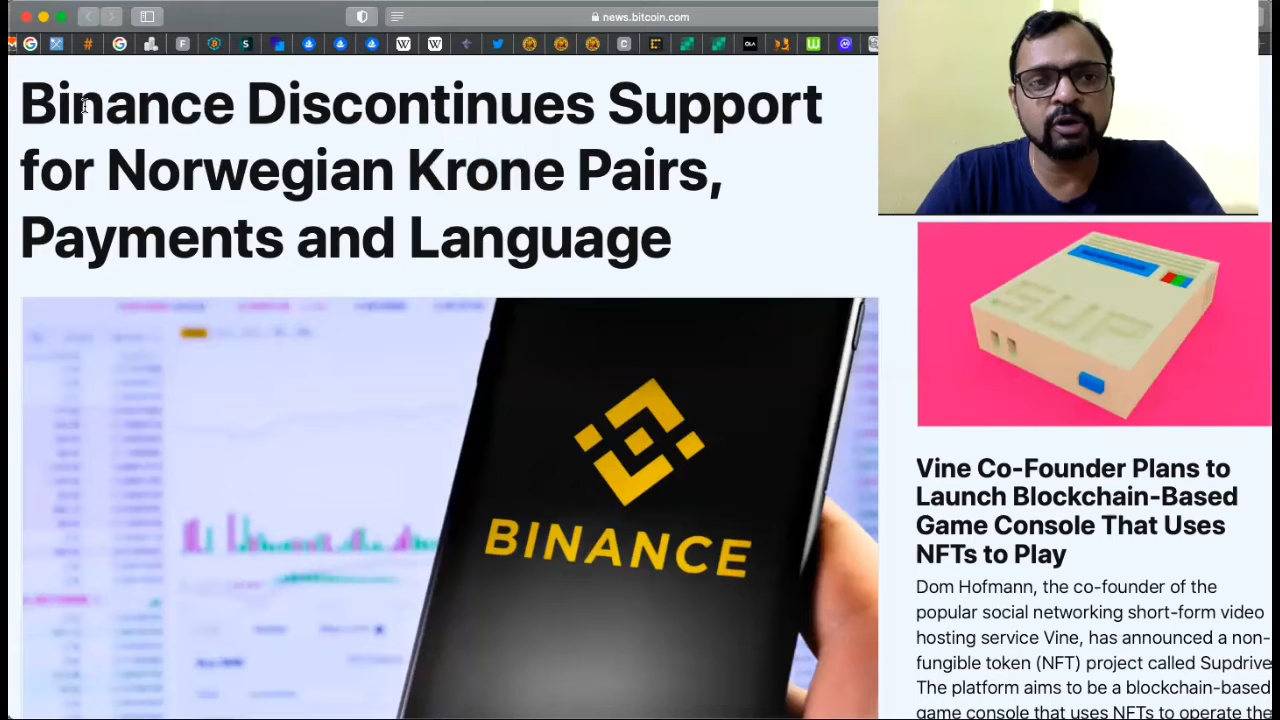 news.bitcoin.com
Binance Discontinues Support
for Norwegian Krone Pairs,
Payments and Language
BINANCE
SUP
Vine Co-Founder Plans to
Launch Blockchain-Based
Game Console That Uses
NFTs to Play
Dom Hofmann, the co-founder of the
popular social networking short-form video
hosting service Vine, has announced a non-
fungible token (NFT) project called Supdrive
The platform aims to be a blockchain-based
game console that uses NFTs to operate the